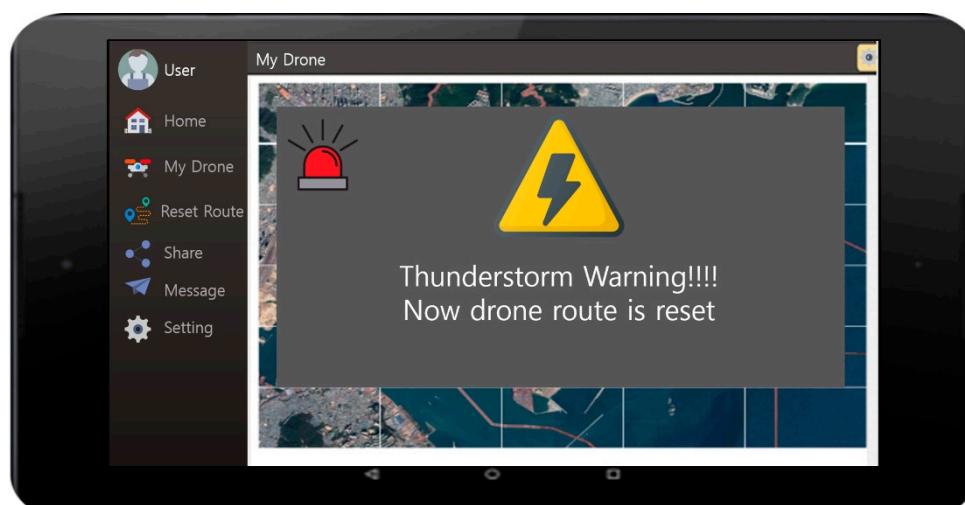 User
Home
My Drone
Reset Route
Share
Message
Setting
My Drone
Thunderstorm Warning!!!!
Now drone route is reset